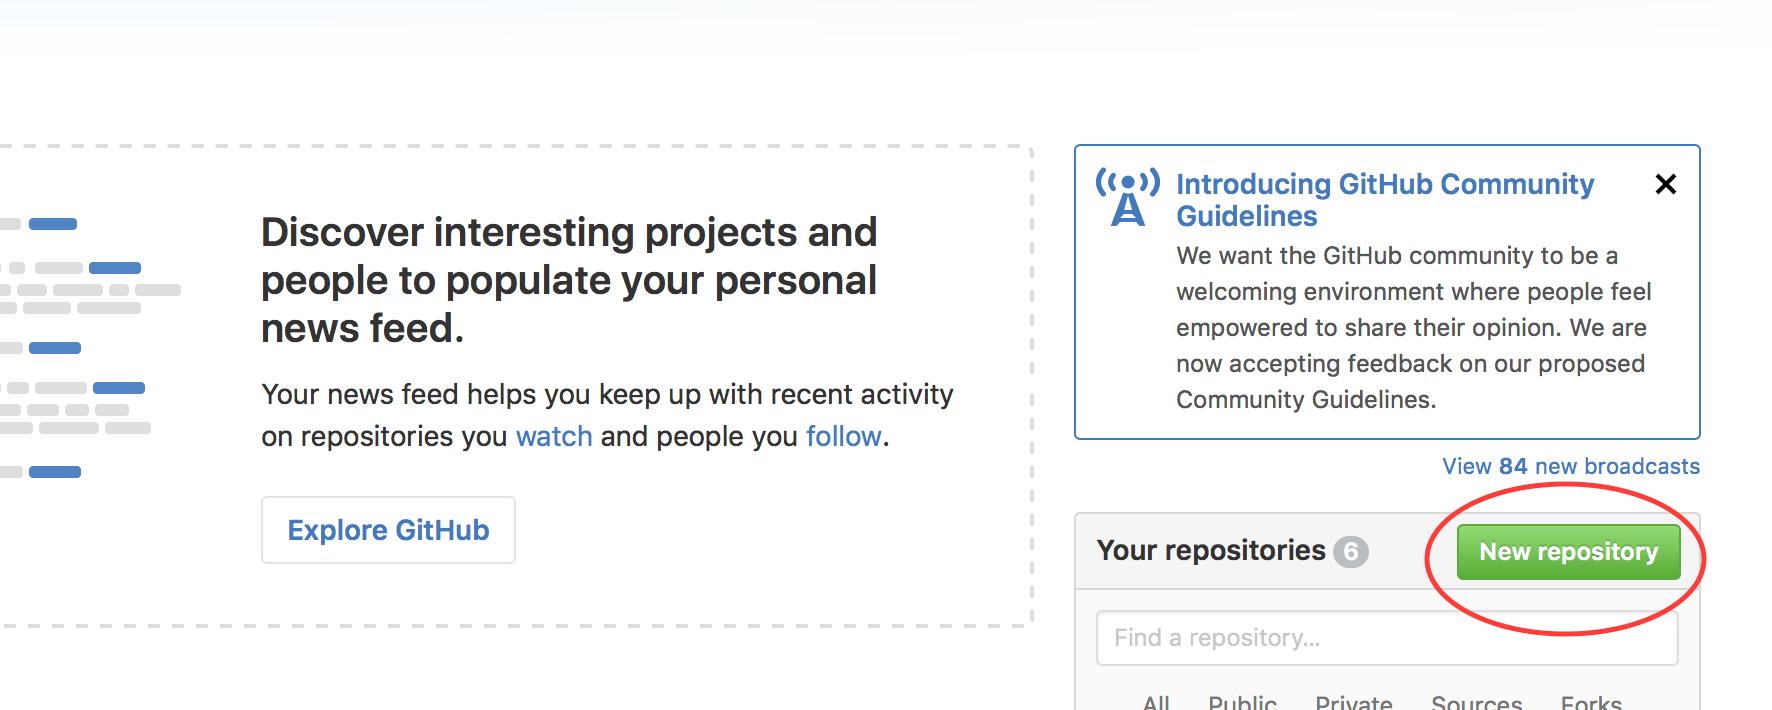 Discover interesting projects and
people to populate your personal
news feed.
Your news feed helps you keep up with recent activity
on repositories you watch and people you follow.
Explore GitHub
Introducing GitHub Community
Guidelines
We want the GitHub community to be a
welcoming environment where people feel
empowered to share their opinion. We are
now accepting feedback on our proposed
Community Guidelines.
View 84 new broadcasts
Your repositories 6 New repository
Find a repository...
All Public Private Sources Forks